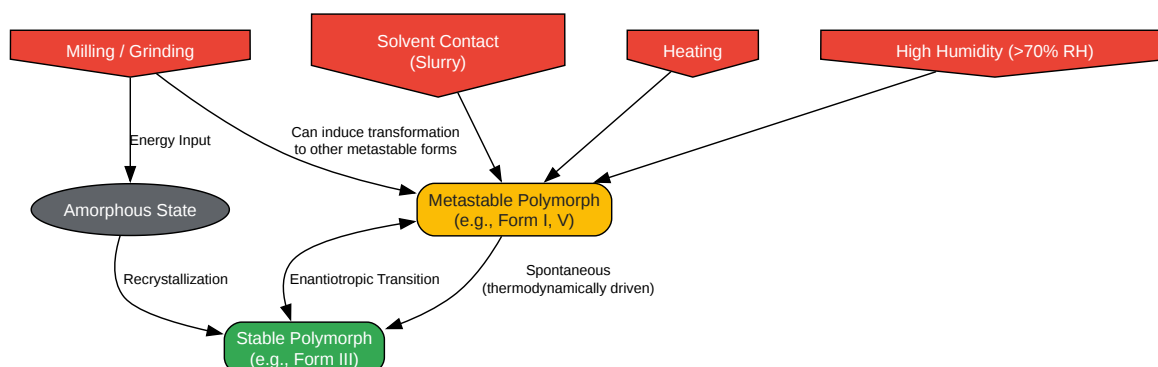 Milling / Grinding
Solvent Contact
(Slurry)
Heating
High Humidity (>70% RH)
Energy Input
Can induce transformation
to other metastable forms
Amorphous State
Metastable Polymorph
(e.g., Form I, V)
Recrystallization
Enantiotropic Transition
Spontaneous
(thermodynamically driven)
Stable Polymorph
(e.g., Form III)